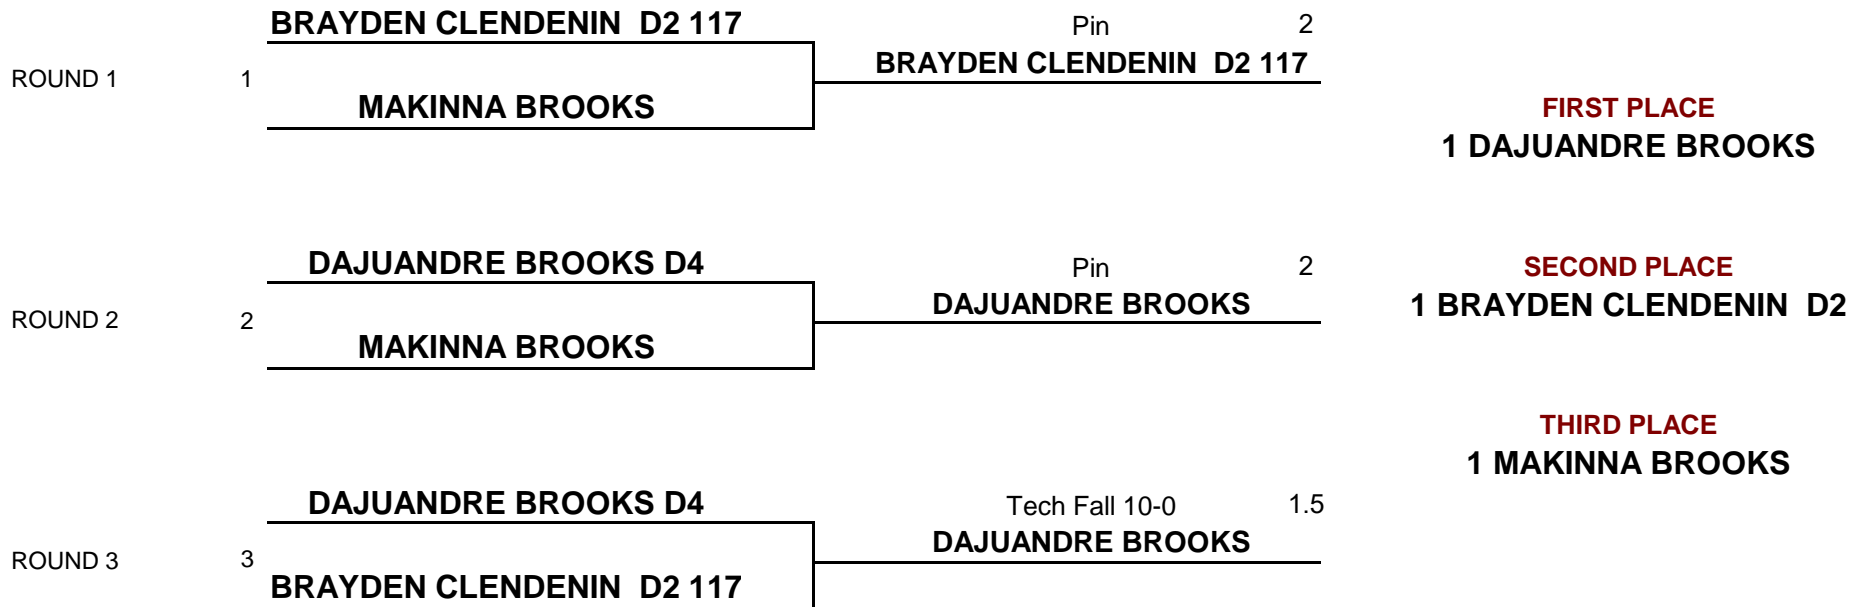 BRAYDEN CLENDENIN  D2 117
Pin 2
BRAYDEN CLENDENIN  D2 117
ROUND 1 1
MAKINNA BROOKS
FIRST PLACE
1 DAJUANDRE BROOKS
DAJUANDRE BROOKS D4
Pin 2
DAJUANDRE BROOKS
SECOND PLACE
1 BRAYDEN CLENDENIN  D2
ROUND 2 2
MAKINNA BROOKS
THIRD PLACE
1 MAKINNA BROOKS
DAJUANDRE BROOKS D4
Tech Fall 10-0 1.5
DAJUANDRE BROOKS
ROUND 3 3
BRAYDEN CLENDENIN  D2 117